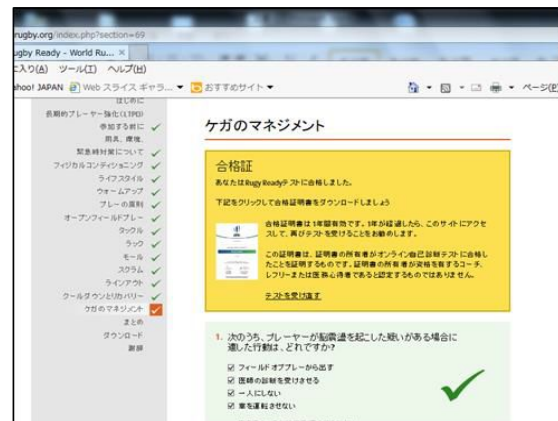 rugby.org/index.php?section=69
ugby Ready - World Ru... ×
に入り(A) ツール(T) ヘルプ(H)
ahoo! JAPAN Web スライス ギャラ... おすすめサイト ページ(P)
はじめに
長期的プレーヤー強化(LTPD)
参加する前に
用具、環境、
緊急時対策について
フィジカルコンディショニング
ライフスタイル
ウォームアップ
プレーの原則
オープンフィールドプレー
タックル
ラック
モール
スクラム
ラインアウト
クールダウンとリカバリー
ケガのマネジメント
まとめ
ダウンロード
謝辞
ケガのマネジメント
合格証
あなたはRugy Readyテストに合格しました。
下記をクリックして合格証明書をダウンロードしましょう
合格証明書は1年間有効です。1年が経過したら、このサイトにアクセ
スして、再びテストを受けることをお勧めします。
この証明書は、証明書の所有者がオンライン自己診断テストに合格し
たことを証明するものです。証明書の所有者が資格を有するコーチ、
レフリーまたは医務心得者であると認定するものではありません。
テストを受け直す
1. 次のうち、プレーヤーが脳震盪を起こした疑いがある場合に
適した行動は、どれですか?
フィールドオブプレーから出す
医師の診断を受けさせる
一人にしない
車を運転させない